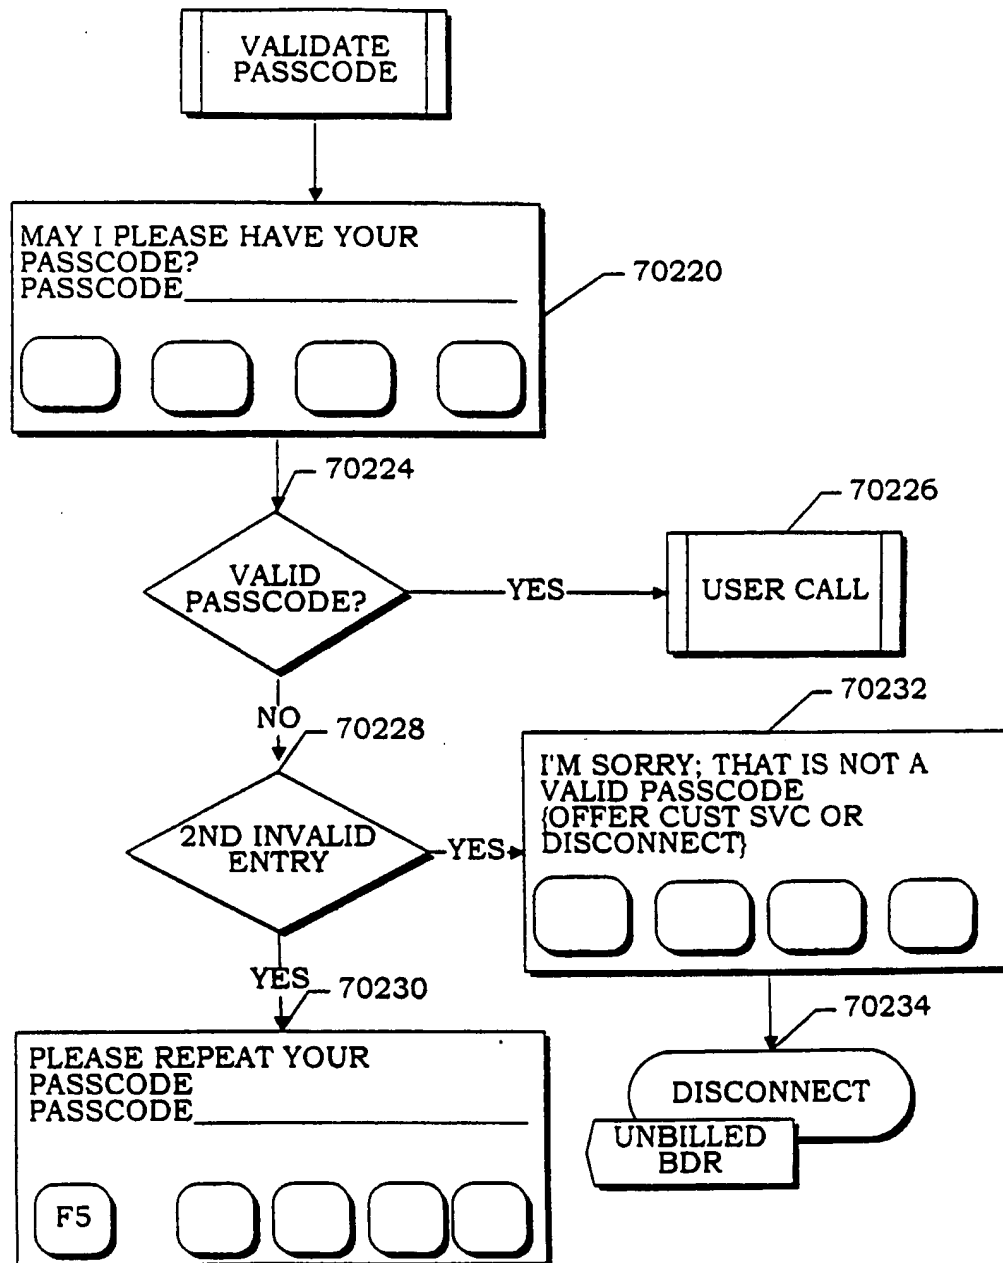 VALIDATE
PASSCODE
MAY I PLEASE HAVE YOUR
PASSCODE?
PASSCODE
70220
70224
VALID
PASSCODE?
YES
70226
USER CALL
NO
70228
2ND INVALID
ENTRY
YES
70232
I'M SORRY; THAT IS NOT A
VALID PASSCODE
{OFFER CUST SVC OR
DISCONNECT}
YES
70230
PLEASE REPEAT YOUR
PASSCODE
PASSCODE
F5
70234
DISCONNECT
UNBILLED
BDR